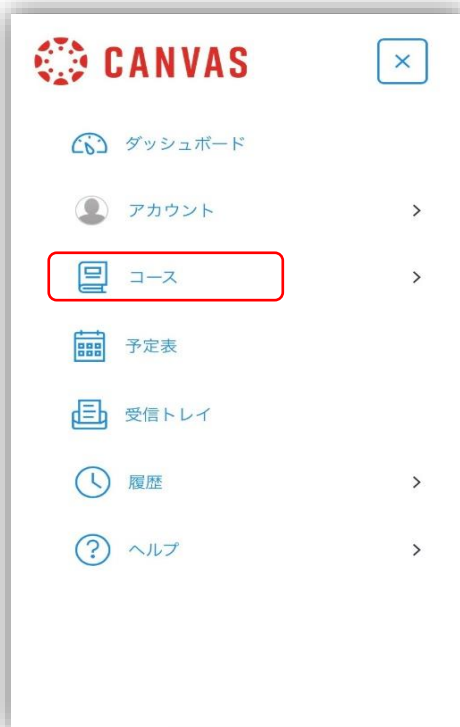 CANVAS
ダッシュボード
アカウント
コース
予定表
受信トレイ
履歴
ヘルプ